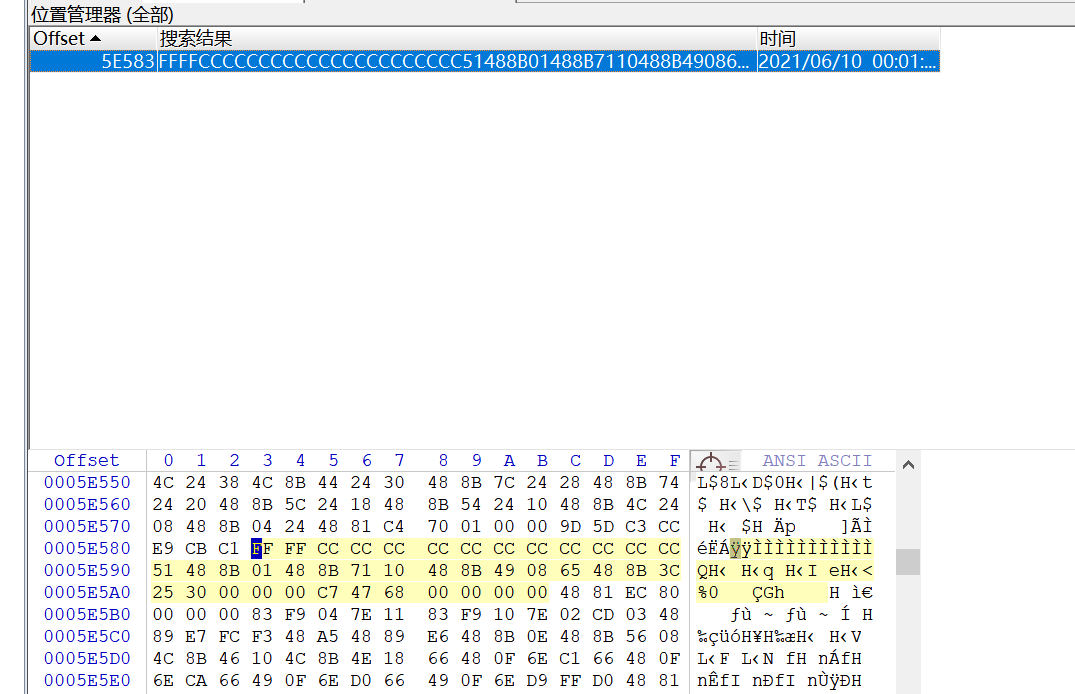 位置管理器 (全部)
Offset 搜索结果 时间
5E583 FFFFCCCCCCCCCCCCCCCCCCCCCC51488B01488B7110488B49086... 2021/06/10 00:01:...
Offset 0 1 2 3 4 5 6 7 8 9 A B C D E F ANSI ASCII
0005E550 4C 24 38 4C 8B 44 24 30 48 8B 7C 24 28 48 8B 74 L$8L‹D$0H‹|$(H‹t
0005E560 24 20 48 8B 5C 24 18 48 8B 54 24 10 48 8B 4C 24 $ H‹\$ H‹T$ H‹L$
0005E570 08 48 8B 04 24 48 81 C4 70 01 00 00 9D 5D C3 CC H‹ $H Äp ]ÃÌ
0005E580 E9 CB C1 FF FF CC CC CC CC CC CC CC CC CC CC CC éËÁÿÿÌÌÌÌÌÌÌÌÌÌÌ
0005E590 51 48 8B 01 48 8B 71 10 48 8B 49 08 65 48 8B 3C QH‹ H‹q H‹I eH‹<
0005E5A0 25 30 00 00 00 C7 47 68 00 00 00 00 48 81 EC 80 %0 ÇGh H ì€
0005E5B0 00 00 00 83 F9 04 7E 11 83 F9 10 7E 02 CD 03 48 ƒù ~ ƒù ~ Í H
0005E5C0 89 E7 FC F3 48 A5 48 89 E6 48 8B 0E 48 8B 56 08 ‰çüóH¥H‰æH‹ H‹V
0005E5D0 4C 8B 46 10 4C 8B 4E 18 66 48 0F 6E C1 66 48 0F L‹F L‹N fH nÁfH
0005E5E0 6E CA 66 49 0F 6E D0 66 49 0F 6E D9 FF D0 48 81 nÊfI nÐfI nÙÿÐH